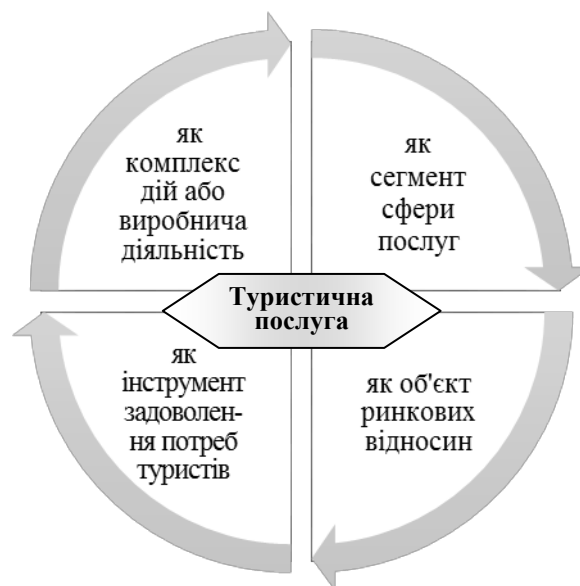 як
комплекс
дій або
виробнича
діяльність
як
сегмент
сфери
послуг
Туристична
послуга
як
інструмент
задоволен-
ня потреб
туристів
як об'єкт
ринкових
відносин